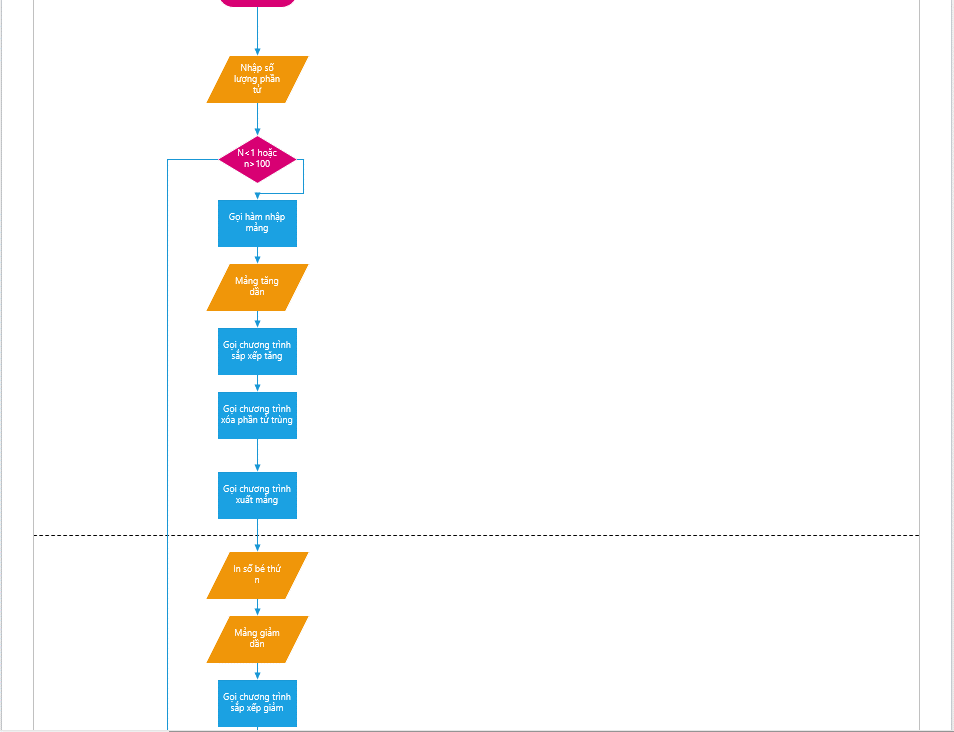 Nhập số
lượng phần
tử
N<1 hoặc
n>100
Gọi hàm nhập
mảng
Mảng tăng
dần
Gọi chương trình
sắp xếp tăng
Gọi chương trình
xóa phần tử trùng
Gọi chương trình
xuất mảng
In số bé thứ
n
Mảng giảm
dần
Gọi chương trình
sắp xếp giảm